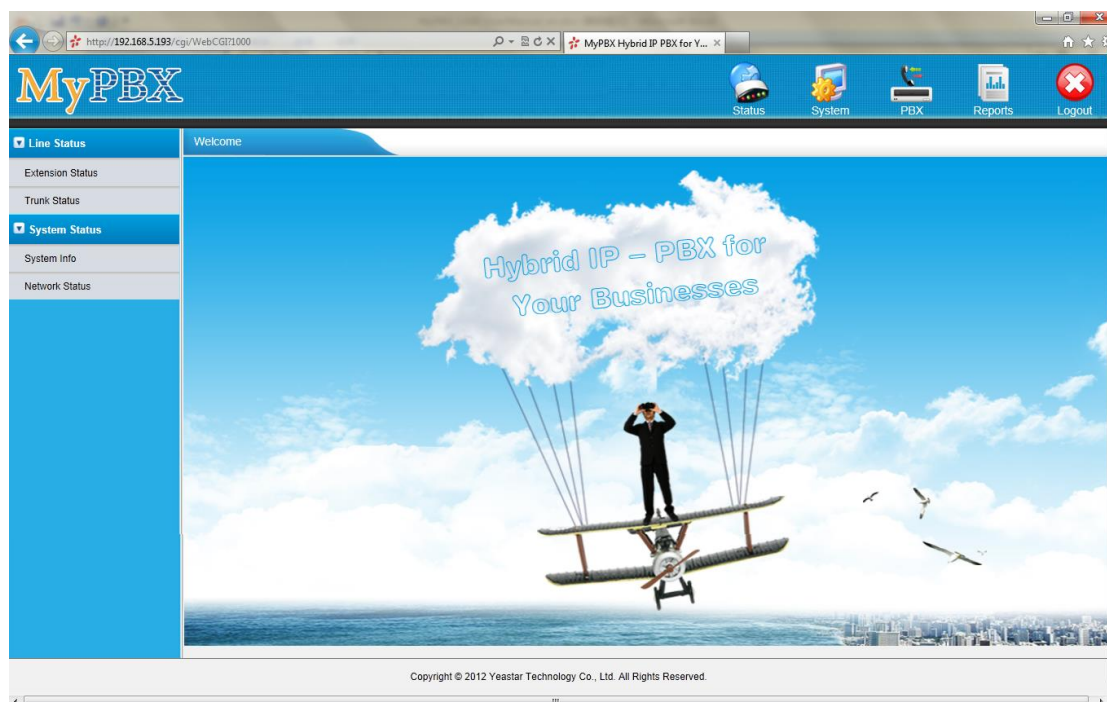 http://192.168.5.193/cgi/WebCGI?1000
MyPBX Hybrid IP PBX for Y...
MyPBX
Status
System
PBX
Reports
Logout
Line Status
Welcome
Extension Status
Trunk Status
System Status
System Info
Network Status
Hybrid IP – PBX for
Your Businesses
Copyright © 2012 Yeastar Technology Co., Ltd. All Rights Reserved.